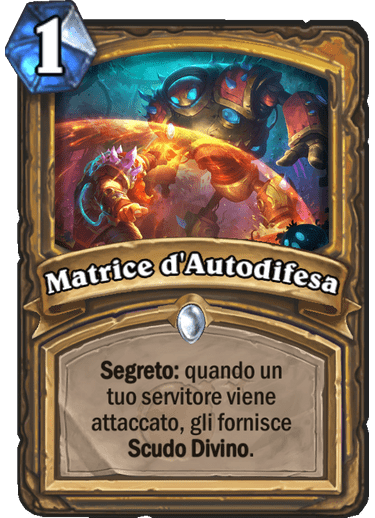 1
Matrice d'Autodifesa
Segreto: quando un
tuo servitore viene
attaccato, gli fornisce
Scudo Divino.